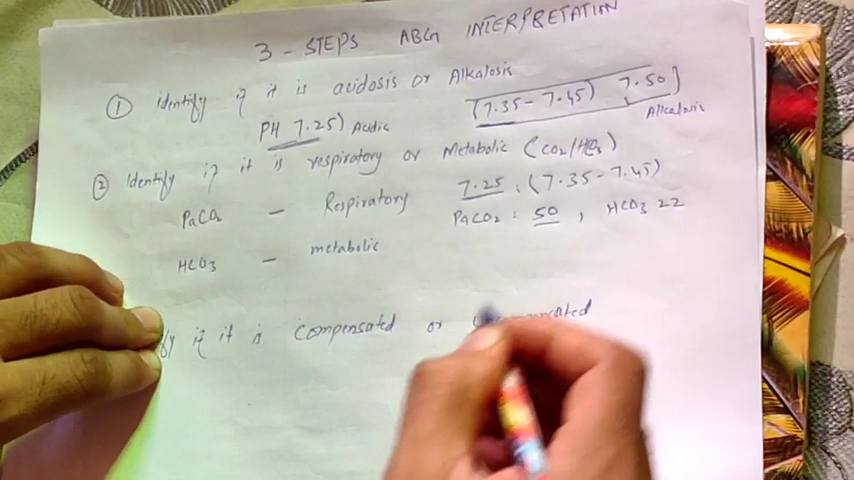 3 - STEPS ABG INTERPRETATION
① Identify if it is acidosis or Alkalosis
PH 7.25) Acidic (7.35 - 7.45) 7.50] Alkalosis
② Identify if it is respiratory or Metabolic (CO2/HCO3)
PaCO2 - Respiratory 7.25 : (7.35 - 7.45)
PaCO2 : 50 , HCO3 22
HCO3 - metabolic
if it is compensated or